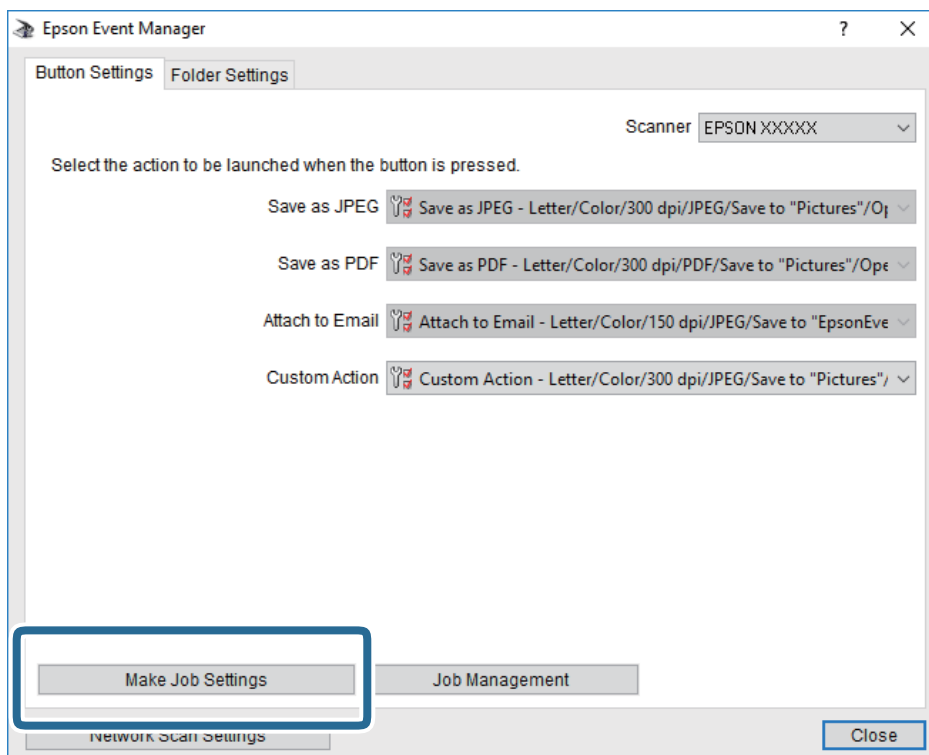 Epson Event Manager ?
Button Settings Folder Settings
Scanner EPSON XXXXX
Select the action to be launched when the button is pressed.
Save as JPEG Save as JPEG - Letter/Color/300 dpi/JPEG/Save to "Pictures"/
Save as PDF Save as PDF - Letter/Color/300 dpi/PDF/Save to "Pictures"/Ope
Attach to Email Attach to Email - Letter/Color/150 dpi/JPEG/Save to "EpsonEve
Custom Action Custom Action - Letter/Color/300 dpi/JPEG/Save to "Pictures"/
Make Job Settings Job Management
Network Scan Settings Close